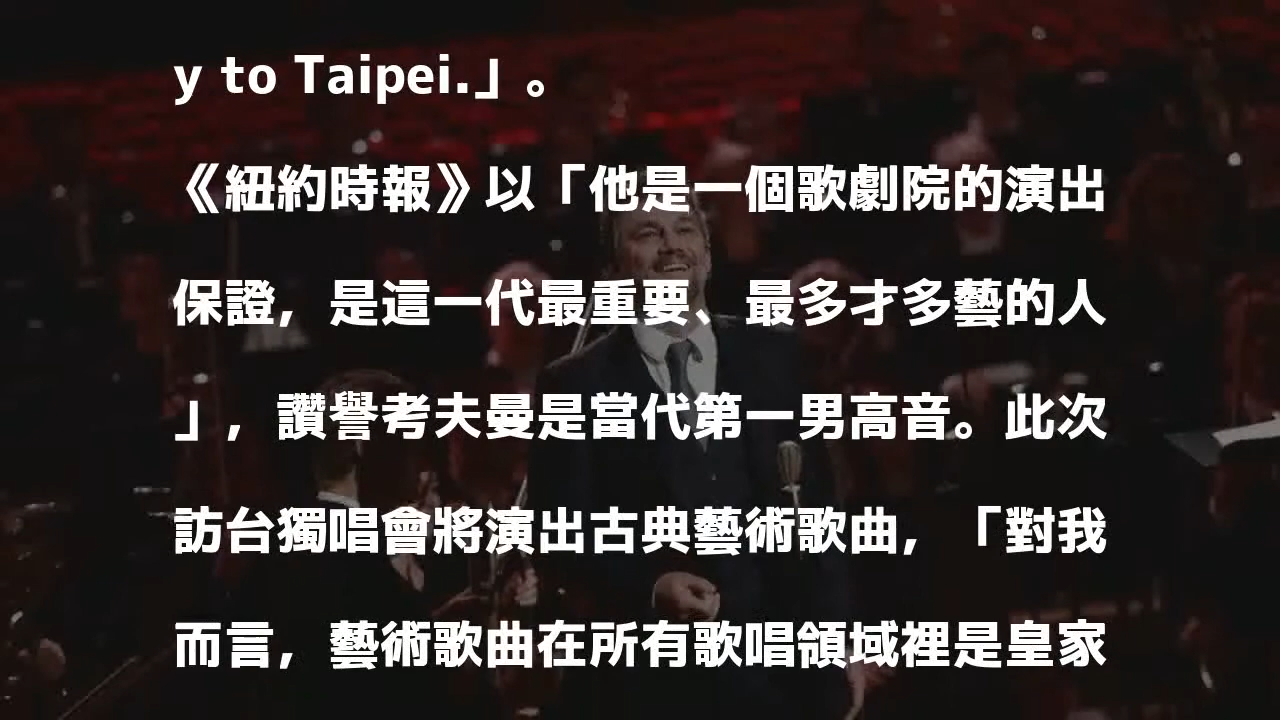 y to Taipei.」。
《紐約時報》以「他是一個歌劇院的演出
保證，是這一代最重要、最多才多藝的人
」，讚譽考夫曼是當代第一男高音。此次
訪台獨唱會將演出古典藝術歌曲，「對我
而言，藝術歌曲在所有歌唱領域裡是皇家